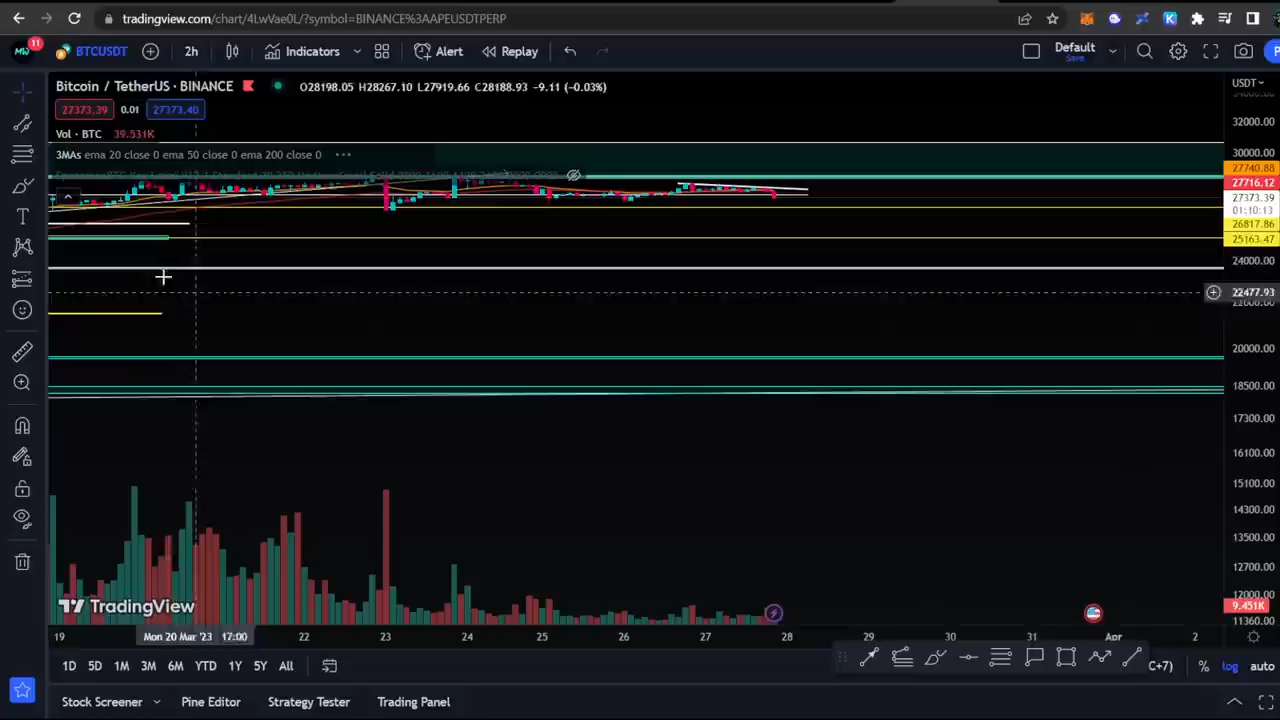 tradingview.com/chart/4LwVae0L/?symbol=BINANCE%3AAPEUSDTPERP
11
BTCUSDT
2h
Indicators
Alert
Replay
Default
Save
Bitcoin / TetherUS · BINANCE
O28198.05 H28267.10 L27919.66 C28188.93 −9.11 (−0.03%)
27373.39
0.01
27373.40
Vol · BTC 39.531K
3MAs ema 20 close 0 ema 50 close 0 ema 200 close 0
USDT
32000.00
30000.00
27740.88
27716.12
27373.39
01:10:13
26817.86
25163.47
24000.00
22477.93
20000.00
18500.00
17300.00
16100.00
15100.00
14300.00
13500.00
12700.00
12000.00
9.451K
11360.00
TradingView
19
Mon 20 Mar '23 17:00
22
23
24
25
26
27
28
29
30
31
Apr
2
1D 5D 1M 3M 6M YTD 1Y 5Y All
C+7)
%
log
auto
Stock Screener
Pine Editor
Strategy Tester
Trading Panel